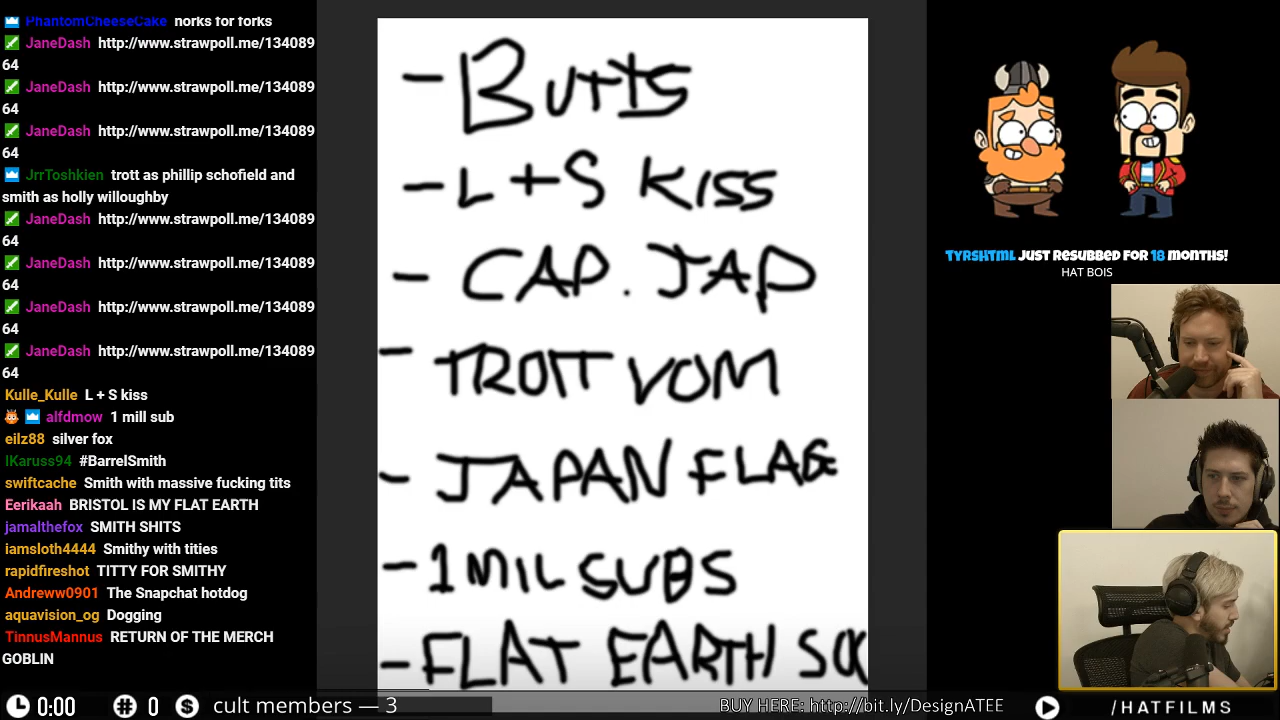 PhantomCheeseCake norks for forks
JaneDash http://www.strawpoll.me/134089
64
JaneDash http://www.strawpoll.me/134089
64
JaneDash http://www.strawpoll.me/134089
64
JrrToshkien trott as phillip schofield and
smith as holly willoughby
JaneDash http://www.strawpoll.me/134089
64
JaneDash http://www.strawpoll.me/134089
64
JaneDash http://www.strawpoll.me/134089
64
JaneDash http://www.strawpoll.me/134089
64
Kulle_Kulle L + S kiss
alfdmow 1 mill sub
eilz88 silver fox
IKaruss94 #BarrelSmith
swiftcache Smith with massive fucking tits
Eerikaah BRISTOL IS MY FLAT EARTH
jamalthefox SMITH SHITS
iamsloth4444 Smithy with tities
rapidfireshot TITTY FOR SMITHY
Andreww0901 The Snapchat hotdog
aquavision_og Dogging
TinnusMannus RETURN OF THE MERCH
GOBLIN
- BUTTS
- L + S KISS
- CAP. JAP
- TROTT VOM
- JAPAN FLAG
- 1 MIL SUBS
- FLAT EARTH SOC
TYRSHTML JUST RESUBBED FOR 18 MONTHS!
HAT BOIS
0:00 # 0 $ cult members — 3
BUY HERE: http://bit.ly/DesignATEE
/HATFILMS